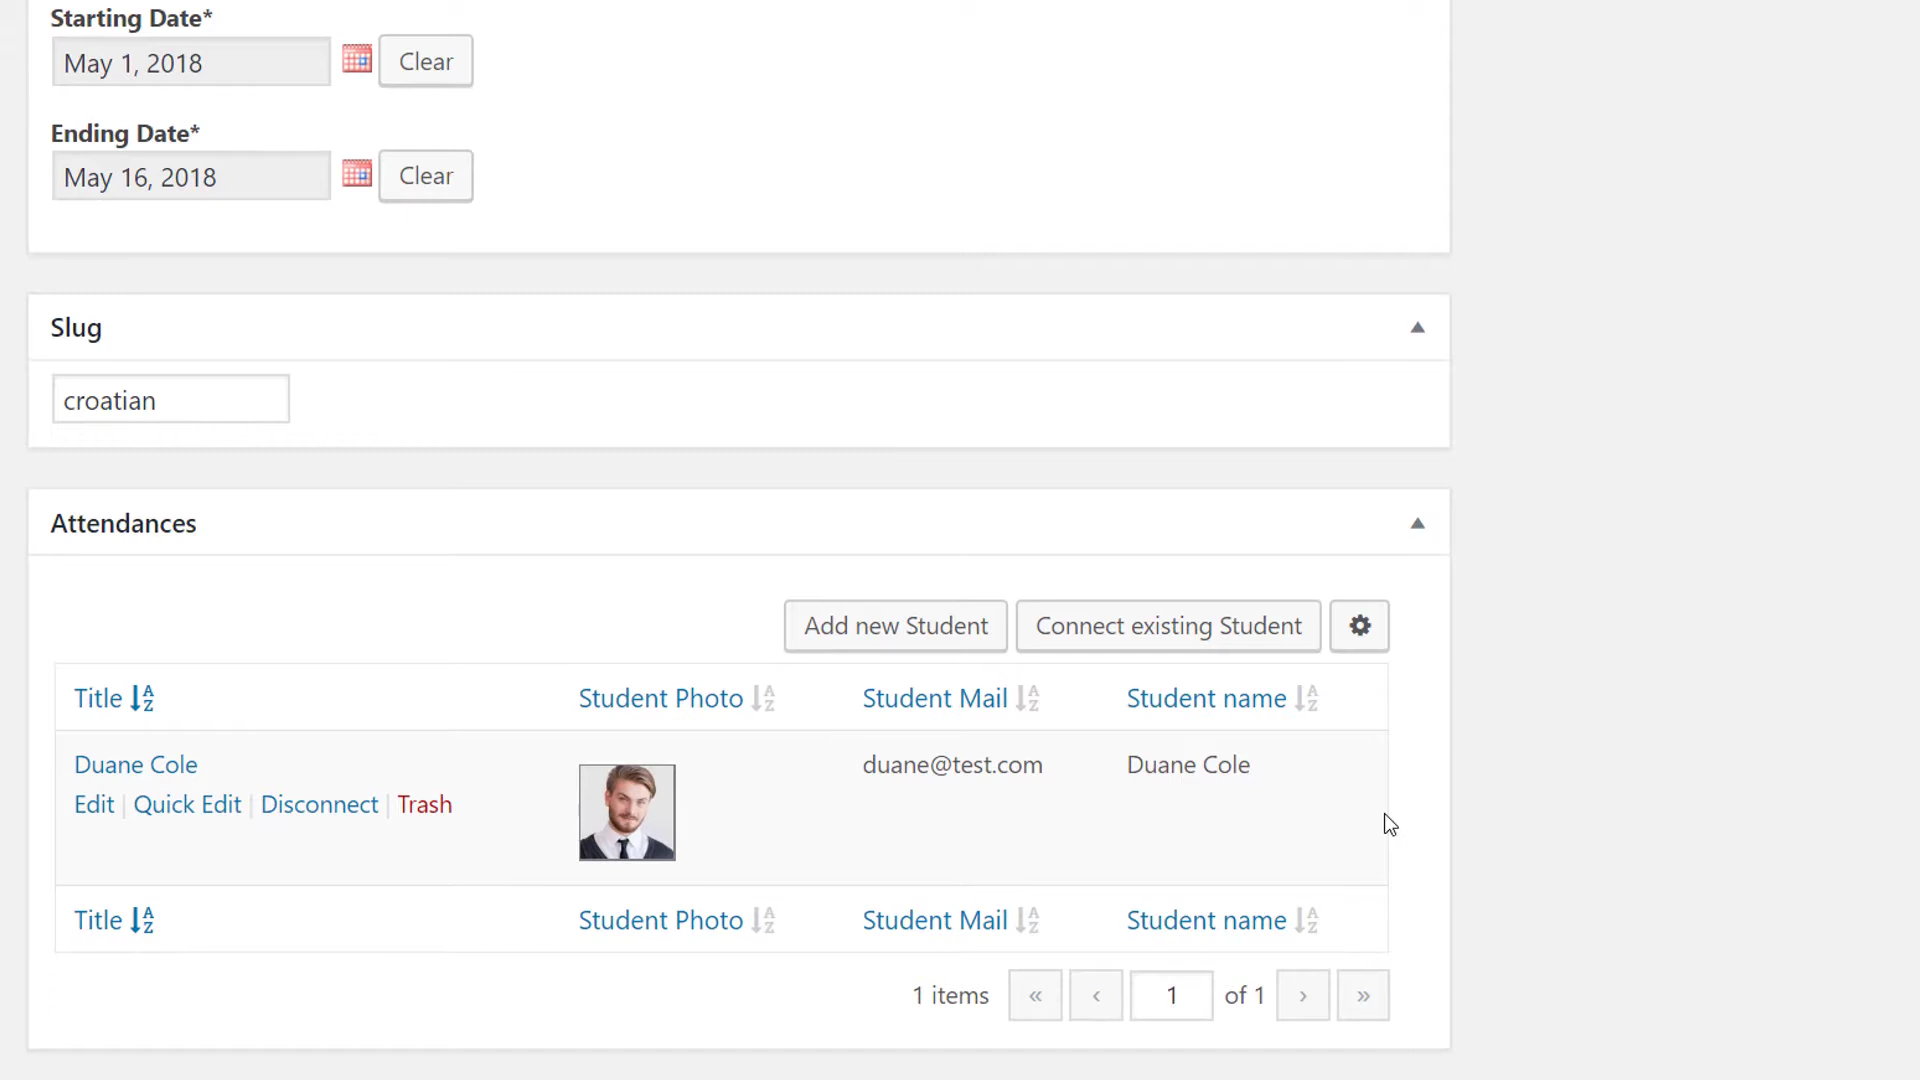 Starting Date*
May 1, 2018 Clear
Ending Date*
May 16, 2018 Clear
Slug
croatian
Attendances
Add new Student Connect existing Student
Title Student Photo Student Mail Student name
Duane Cole duane@test.com Duane Cole
Edit | Quick Edit | Disconnect | Trash
Title Student Photo Student Mail Student name
1 items « ‹ 1 of 1 › »